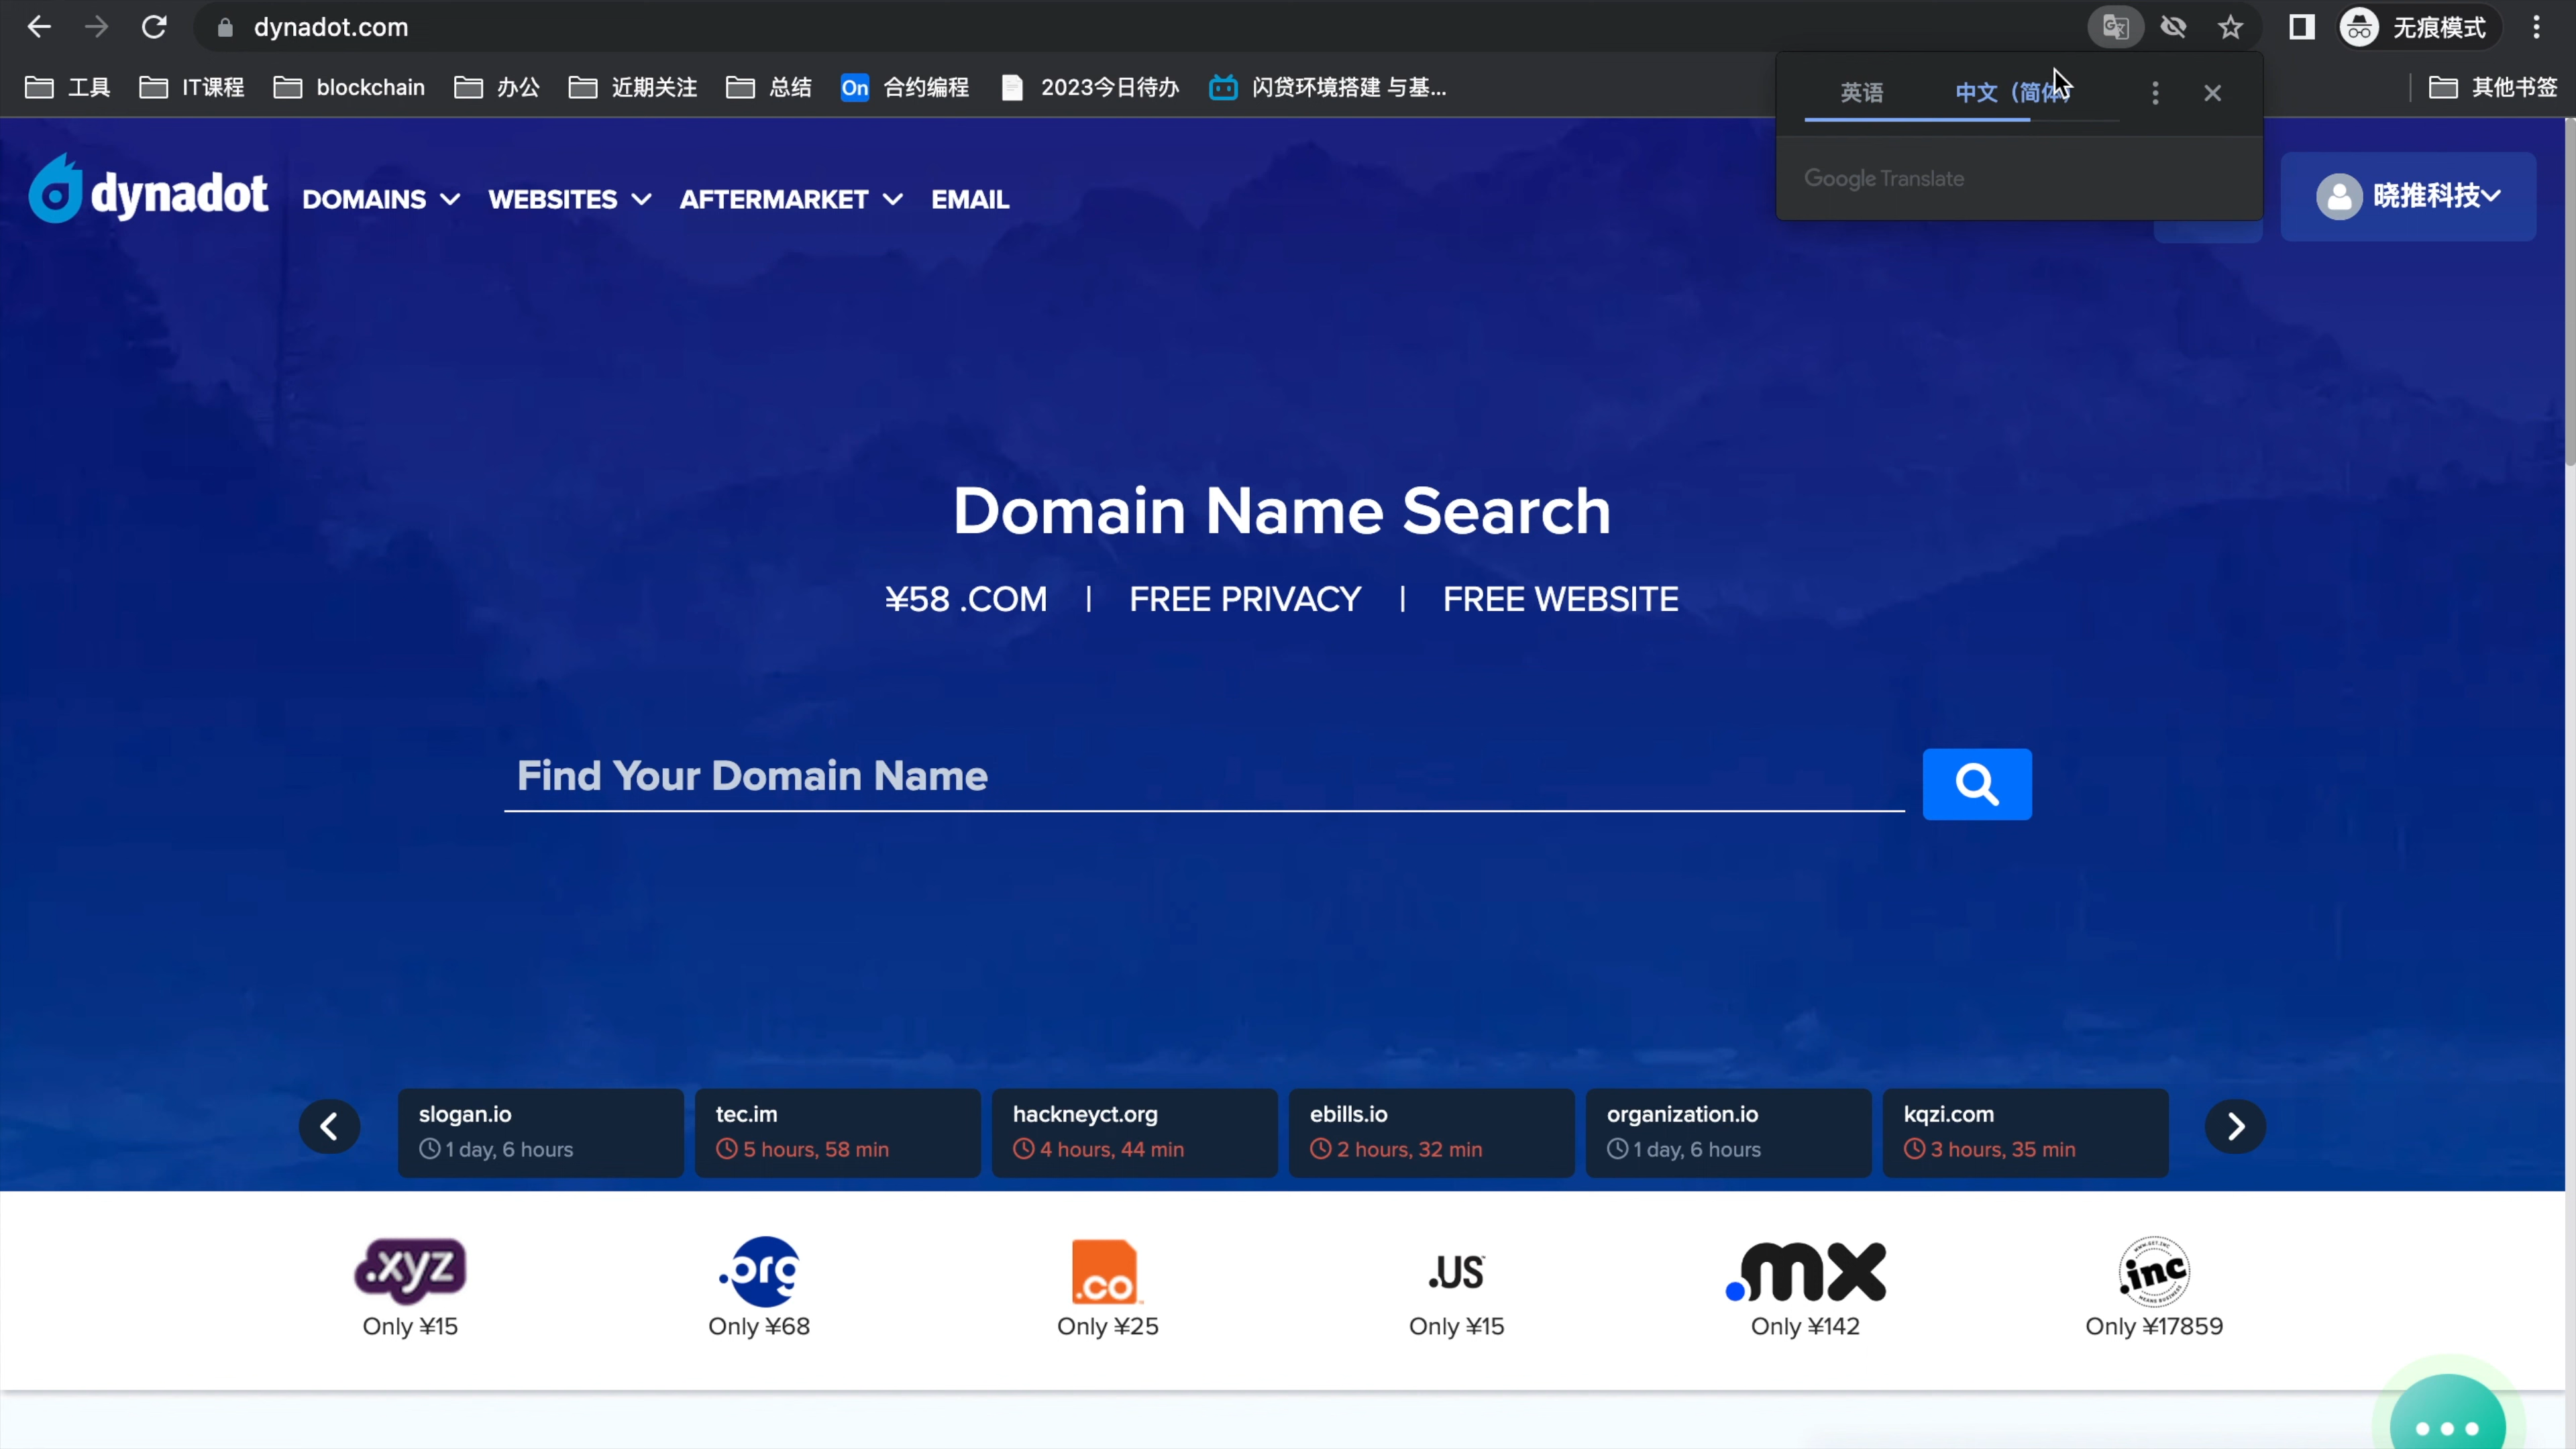 dynadot.com
无痕模式
工具
IT课程
blockchain
办公
近期关注
总结
On 合约编程
2023今日待办
闪贷环境搭建 与基...
其他书签
英语
中文（简体）
Google Translate
dynadot
DOMAINS
WEBSITES
AFTERMARKET
EMAIL
晓推科技
Domain Name Search
¥58 .COM | FREE PRIVACY | FREE WEBSITE
Find Your Domain Name
slogan.io
1 day, 6 hours
tec.im
5 hours, 58 min
hackneyct.org
4 hours, 44 min
ebills.io
2 hours, 32 min
organization.io
1 day, 6 hours
kqzi.com
3 hours, 35 min
.xyz
Only ¥15
.org
Only ¥68
.co
Only ¥25
.US
Only ¥15
.mx
Only ¥142
.inc
Only ¥17859